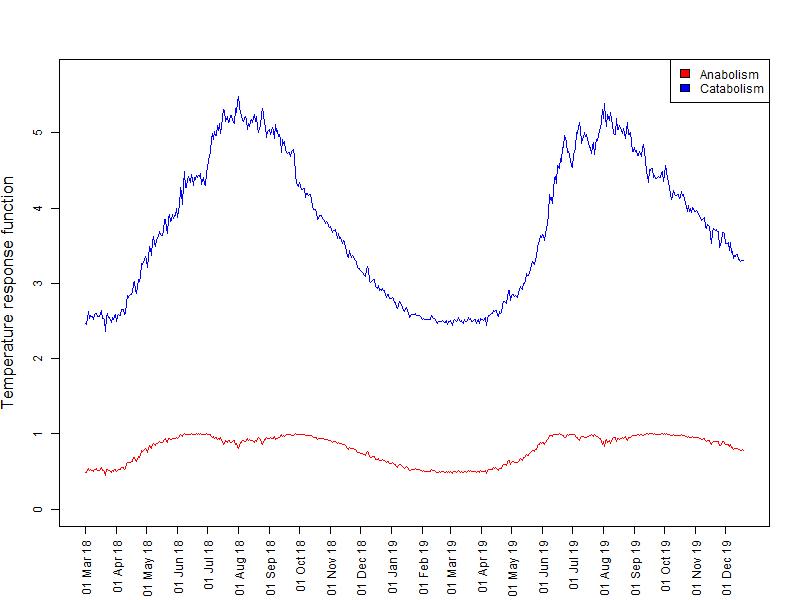 Anabolism
Catabolism
Temperature response function
5
4
3
2
1
0
01 Mar 18
01 Apr 18
01 May 18
01 Jun 18
01 Jul 18
01 Aug 18
01 Sep 18
01 Oct 18
01 Nov 18
01 Dec 18
01 Jan 19
01 Feb 19
01 Mar 19
01 Apr 19
01 May 19
01 Jun 19
01 Jul 19
01 Aug 19
01 Sep 19
01 Oct 19
01 Nov 19
01 Dec 19